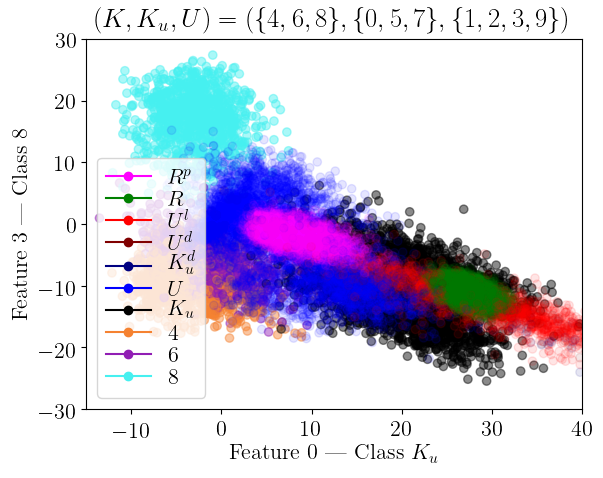 (K, K_u, U) = ({4, 6, 8}, {0, 5, 7}, {1, 2, 3, 9})
30
20
10
0
−10
−20
−30
Feature 3 — Class 8
R^p
R
U^l
U^d
K_u^d
U
K_u
4
6
8
−10
0
10
20
30
40
Feature 0 — Class K_u